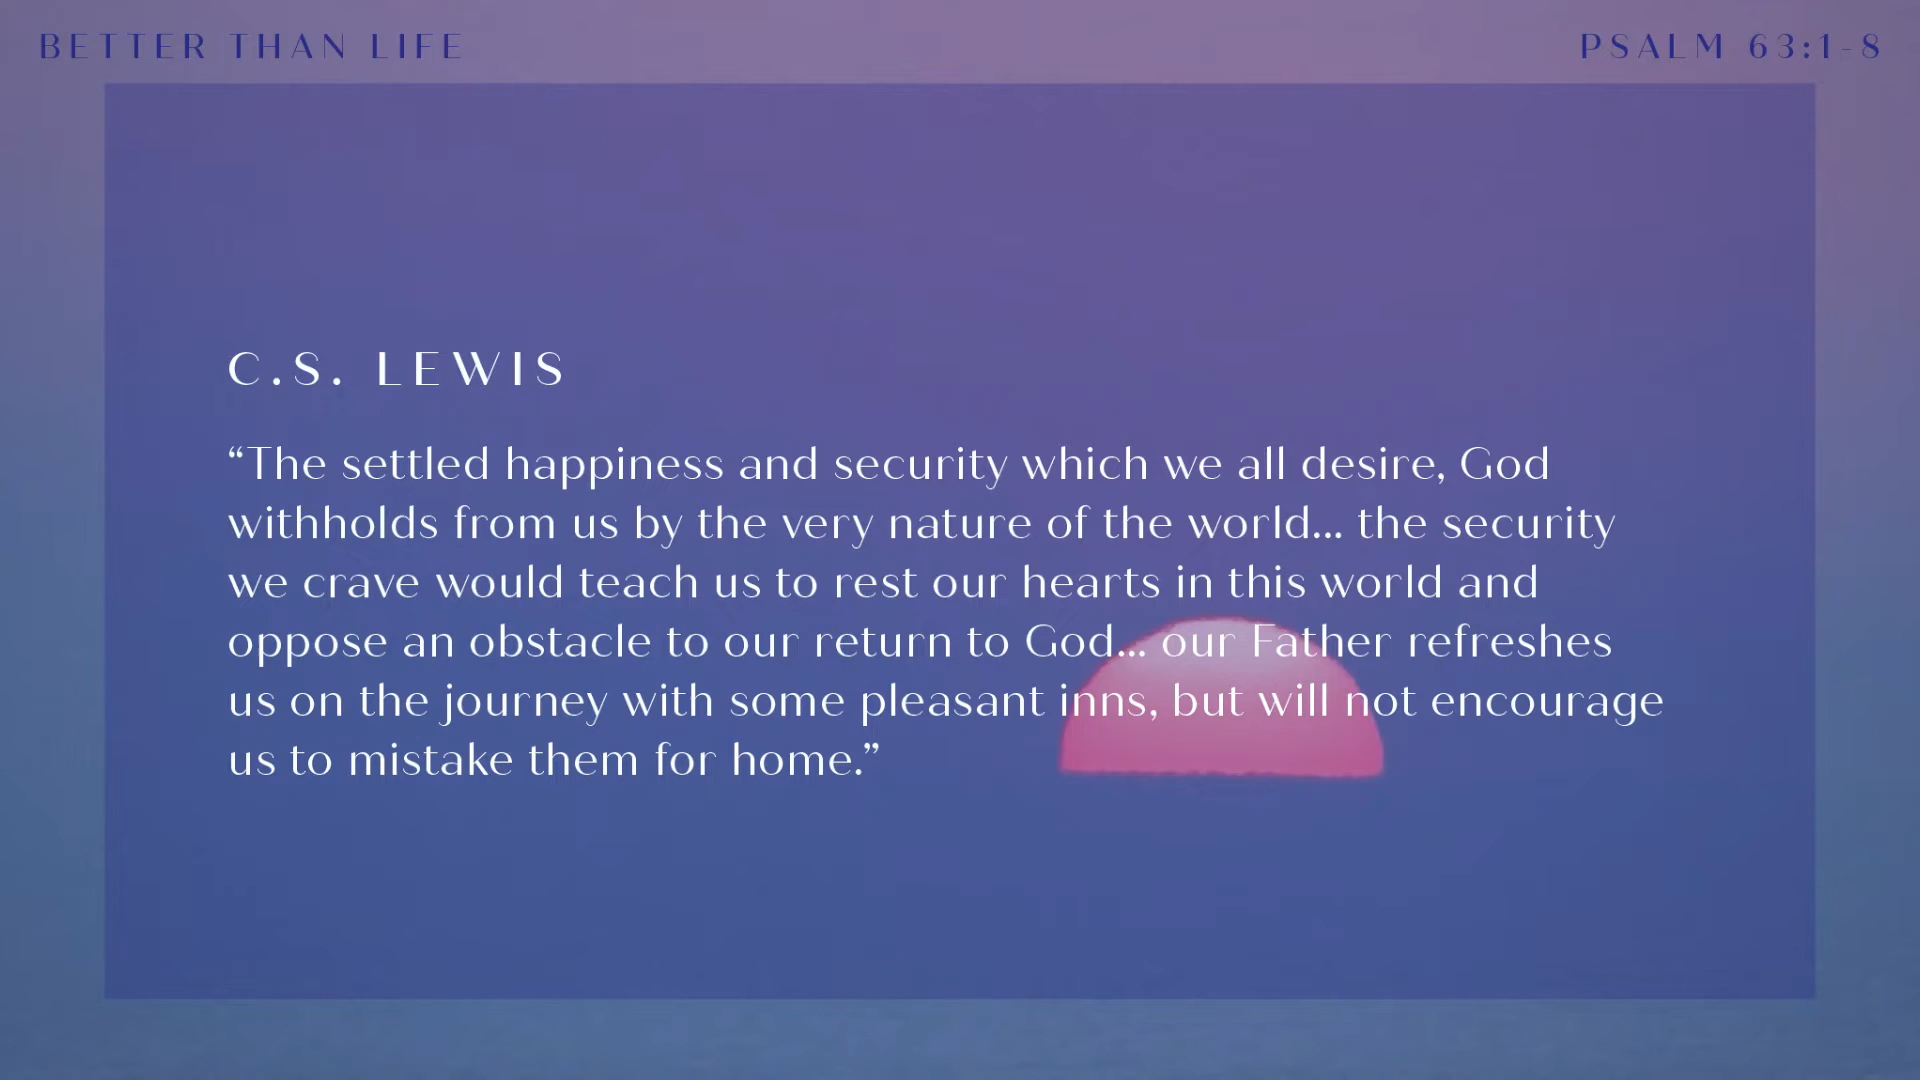 BETTER THAN LIFE
PSALM 63:1-8
C.S. LEWIS
“The settled happiness and security which we all desire, God
withholds from us by the very nature of the world... the security
we crave would teach us to rest our hearts in this world and
oppose an obstacle to our return to God... our Father refreshes
us on the journey with some pleasant inns, but will not encourage
us to mistake them for home.”